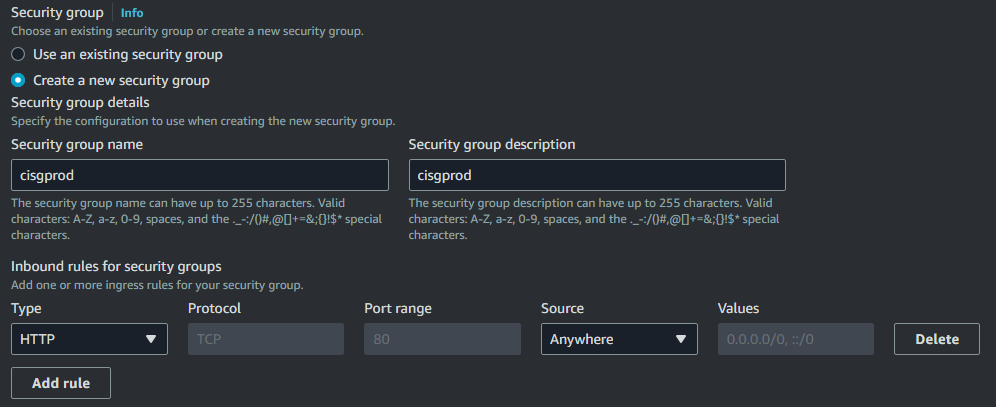 Security group Info
Choose an existing security group or create a new security group.
Use an existing security group
Create a new security group
Security group details
Specify the configuration to use when creating the new security group.
Security group name Security group description
cisgprod cisgprod
The security group name can have up to 255 characters. Valid
characters: A-Z, a-z, 0-9, spaces, and the ._-:/()#,@[]+=&;{}!$* special
characters.
The security group description can have up to 255 characters. Valid
characters: A-Z, a-z, 0-9, spaces, and the ._-:/()#,@[]+=&;{}!$* special
characters.
Inbound rules for security groups
Add one or more ingress rules for your security group.
Type Protocol Port range Source Values
HTTP TCP 80 Anywhere 0.0.0.0/0, ::/0 Delete
Add rule